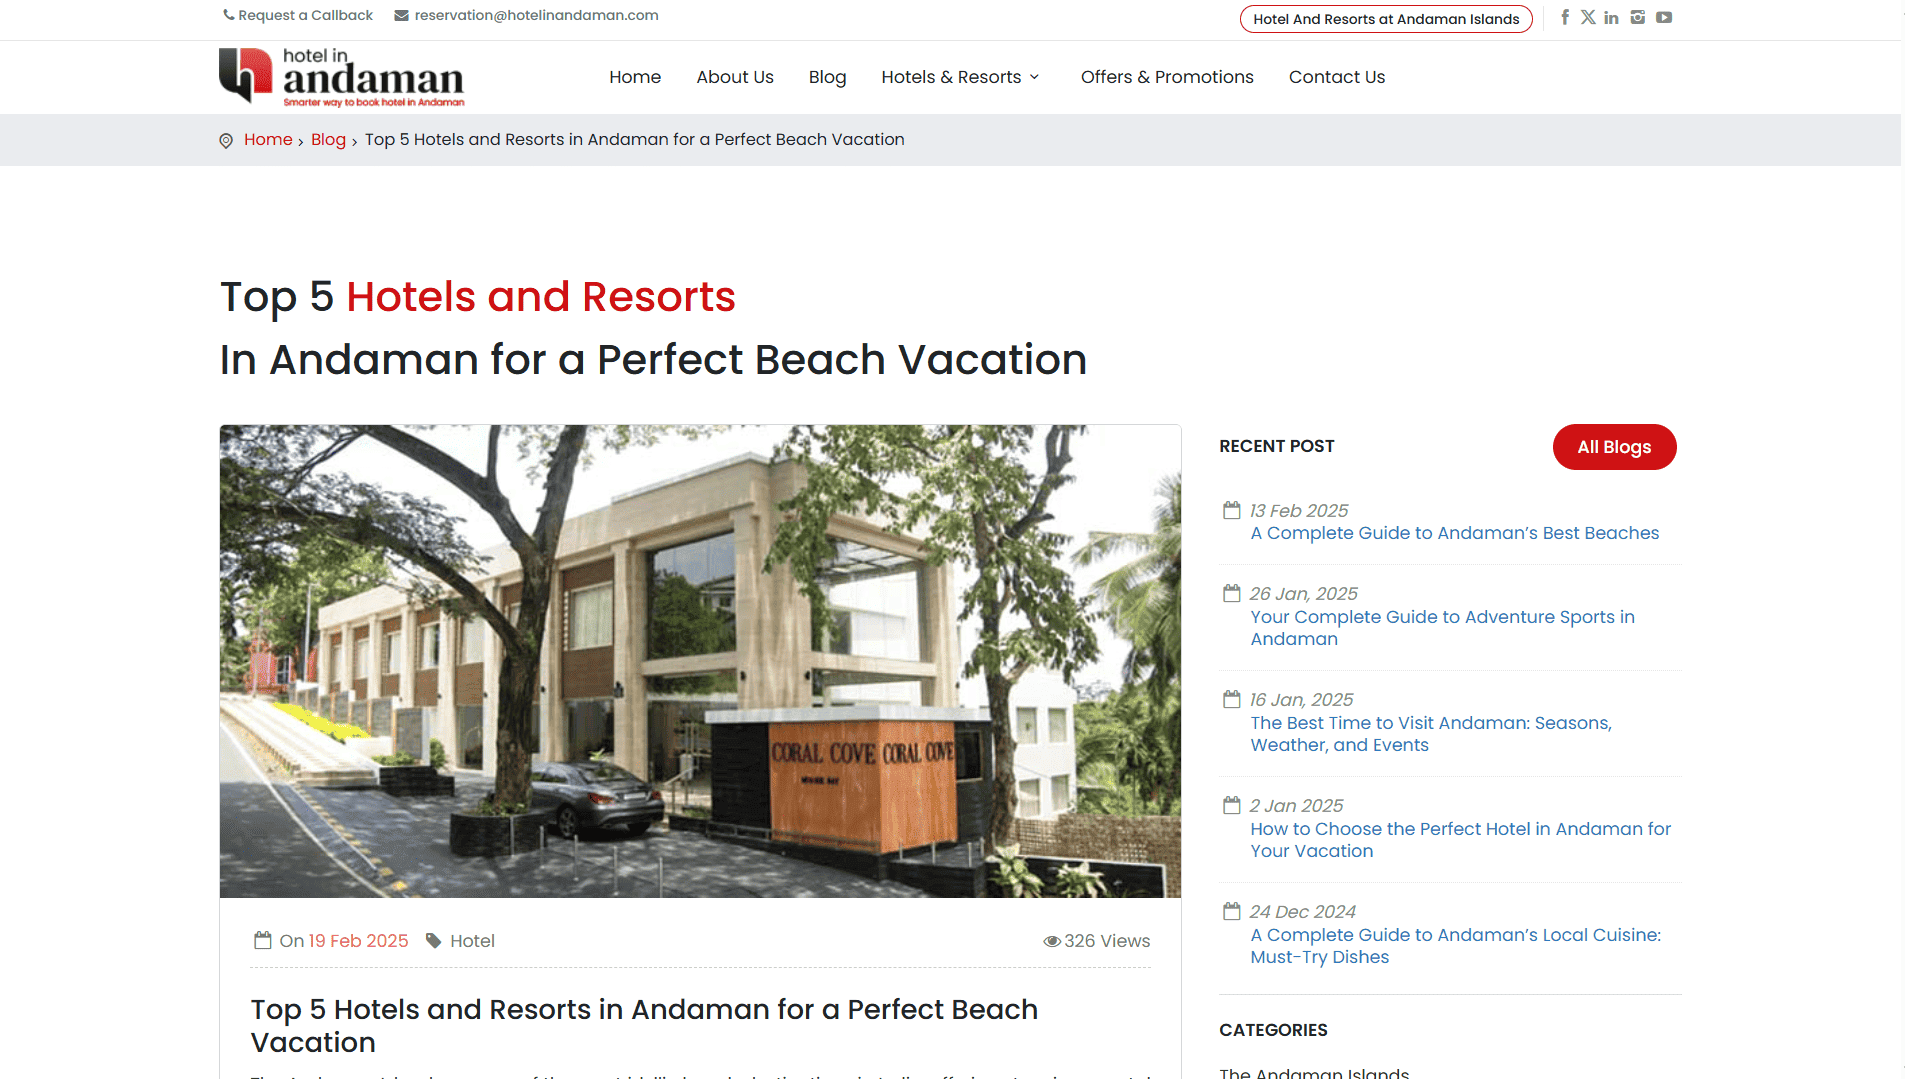 Request a Callback reservation@hotelinandaman.com Hotel And Resorts at Andaman Islands
hotel in
andaman
Smarter way to book hotel in Andaman
Home About Us Blog Hotels & Resorts Offers & Promotions Contact Us
Home › Blog › Top 5 Hotels and Resorts in Andaman for a Perfect Beach Vacation
Top 5 Hotels and Resorts
In Andaman for a Perfect Beach Vacation
CORAL COVE CORAL COVE
On 19 Feb 2025 Hotel 326 Views
Top 5 Hotels and Resorts in Andaman for a Perfect Beach
Vacation
RECENT POST All Blogs
13 Feb 2025
A Complete Guide to Andaman’s Best Beaches
26 Jan, 2025
Your Complete Guide to Adventure Sports in
Andaman
16 Jan, 2025
The Best Time to Visit Andaman: Seasons,
Weather, and Events
2 Jan 2025
How to Choose the Perfect Hotel in Andaman for
Your Vacation
24 Dec 2024
A Complete Guide to Andaman’s Local Cuisine:
Must-Try Dishes
CATEGORIES
The Andaman Islands